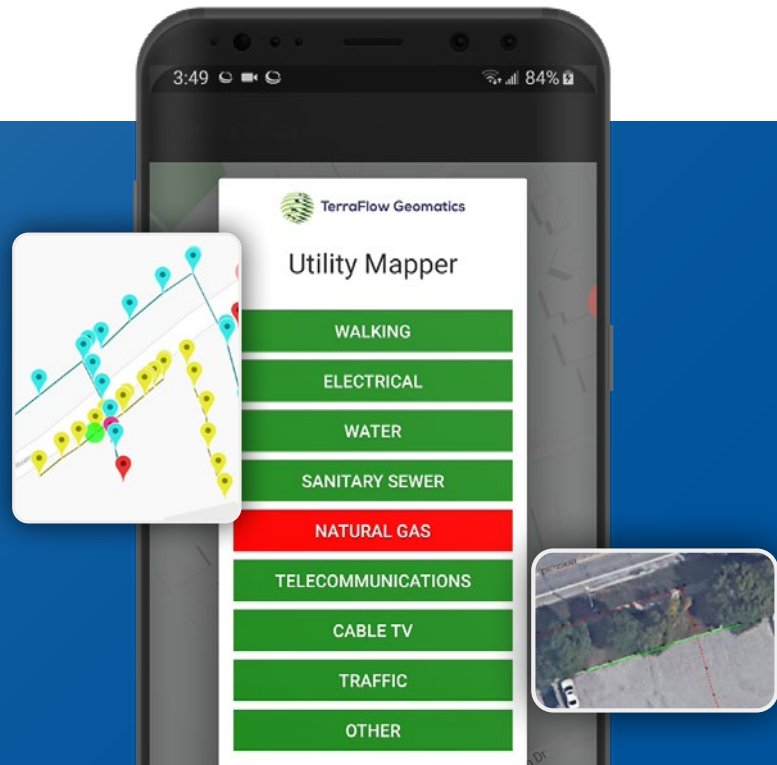 3:49
84%
TerraFlow Geomatics
Utility Mapper
WALKING
ELECTRICAL
WATER
SANITARY SEWER
NATURAL GAS
TELECOMMUNICATIONS
CABLE TV
TRAFFIC
OTHER
Dr